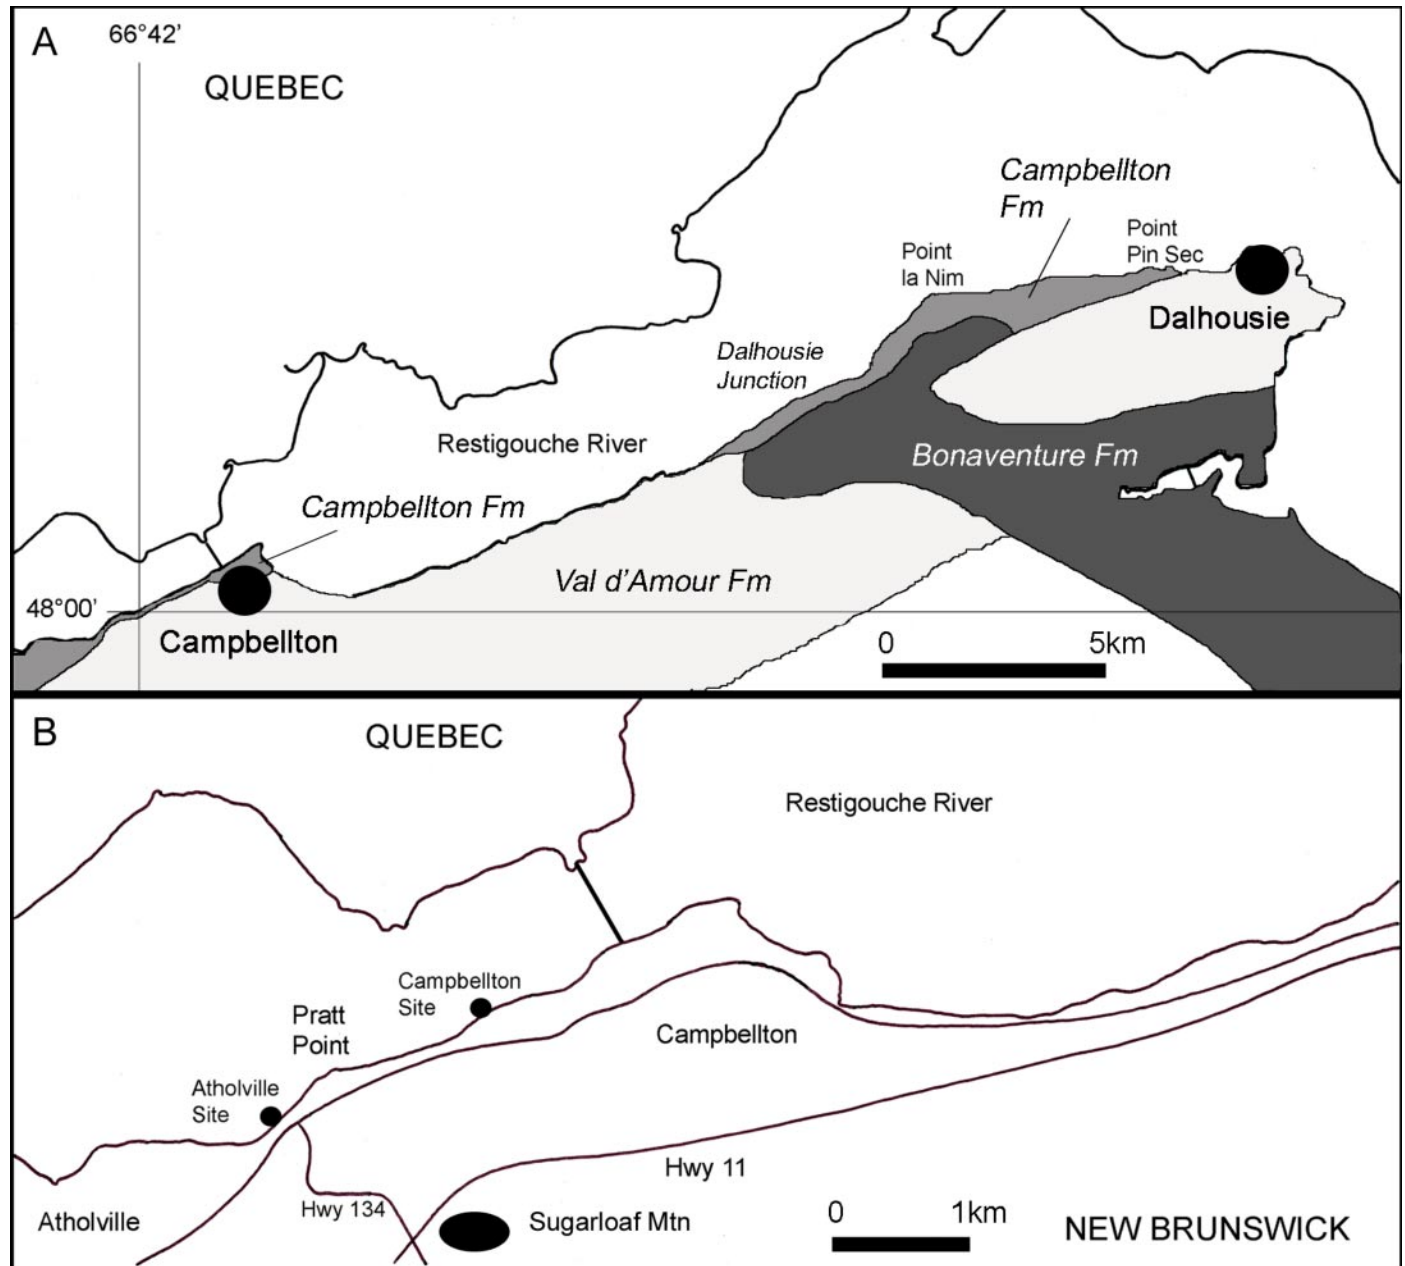 A
66°42’
QUEBEC
Campbellton
Fm
Point
Pin Sec
Point
la Nim
Dalhousie
Dalhousie
Junction
Restigouche River
Bonaventure Fm
Campbellton Fm
Val d’Amour Fm
48°00’
Campbellton
0 5km
B
QUEBEC
Restigouche River
Campbellton
Site
Pratt
Point
Campbellton
Atholville
Site
Hwy 11
Hwy 134
Atholville
Sugarloaf Mtn
0 1km
NEW BRUNSWICK